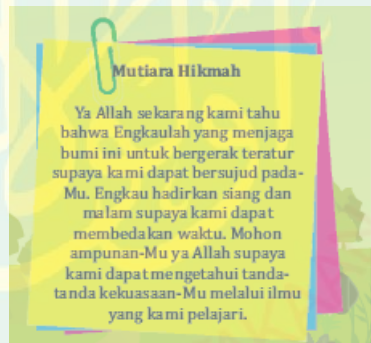 Mutiara Hikmah
Ya Allah sekarang kami tahu
bahwa Engkaulah yang menjaga
bumi ini untuk bergerak teratur
supaya kami dapat bersujud pada-
Mu. Engkau hadirkan siang dan
malam supaya kami dapat
membedakan waktu. Mohon
ampunan-Mu ya Allah supaya
kami dapat mengetahui tanda-
tanda kekuasaan-Mu melalui ilmu
yang kami pelajari.